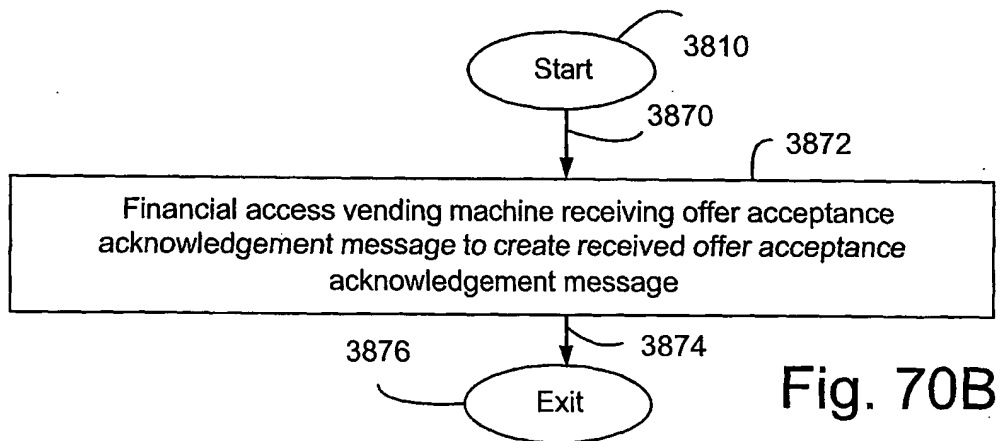 3810
Start
3870
3872
Financial access vending machine receiving offer acceptance
acknowledgement message to create received offer acceptance
acknowledgement message
3876
3874
Exit
Fig. 70B